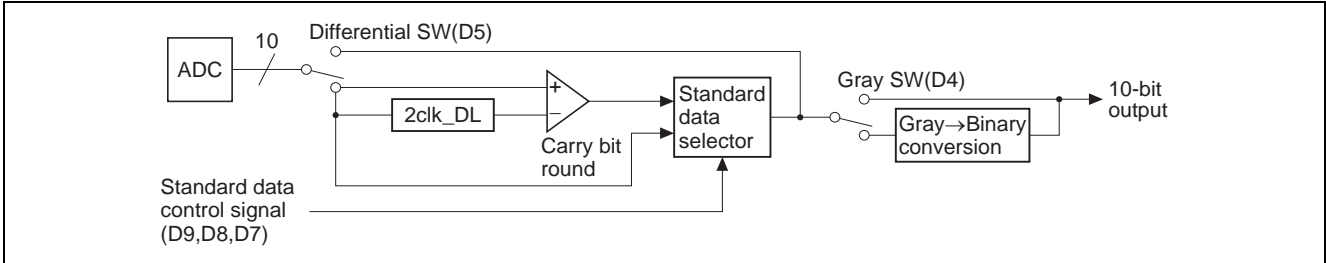 ADC
10
Differential SW(D5)
2clk_DL
+
−
Carry bit
round
Standard
data
selector
Gray SW(D4)
Gray→Binary
conversion
10-bit
output
Standard data
control signal
(D9,D8,D7)